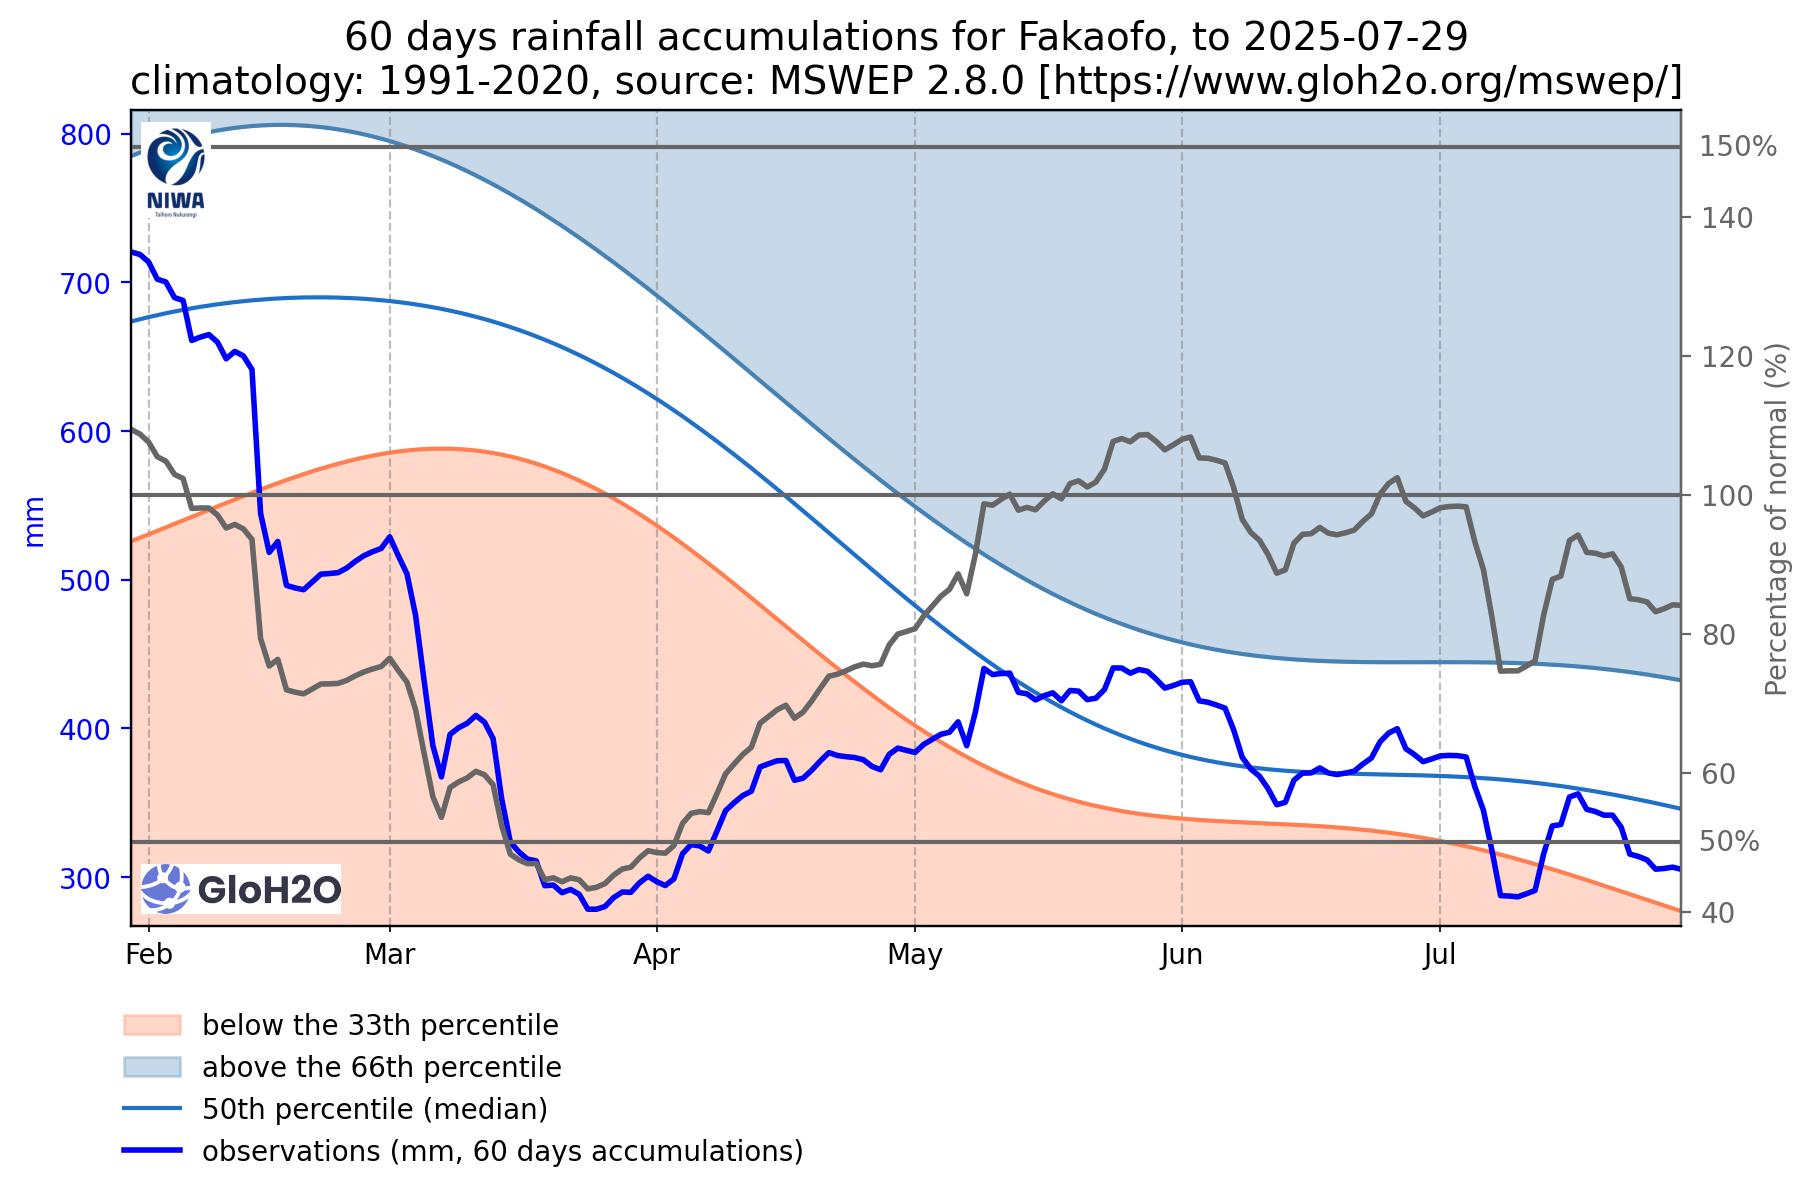 60 days rainfall accumulations for Fakaofo, to 2025-07-29
climatology: 1991-2020, source: MSWEP 2.8.0 [https://www.gloh2o.org/mswep/]
NIWA
Taihoro Nukurangi
800
700
600
500
400
300
mm
150%
140
120
100
80
60
50%
40
Percentage of normal (%)
GloH2O
Feb Mar Apr May Jun Jul
below the 33th percentile
above the 66th percentile
50th percentile (median)
observations (mm, 60 days accumulations)